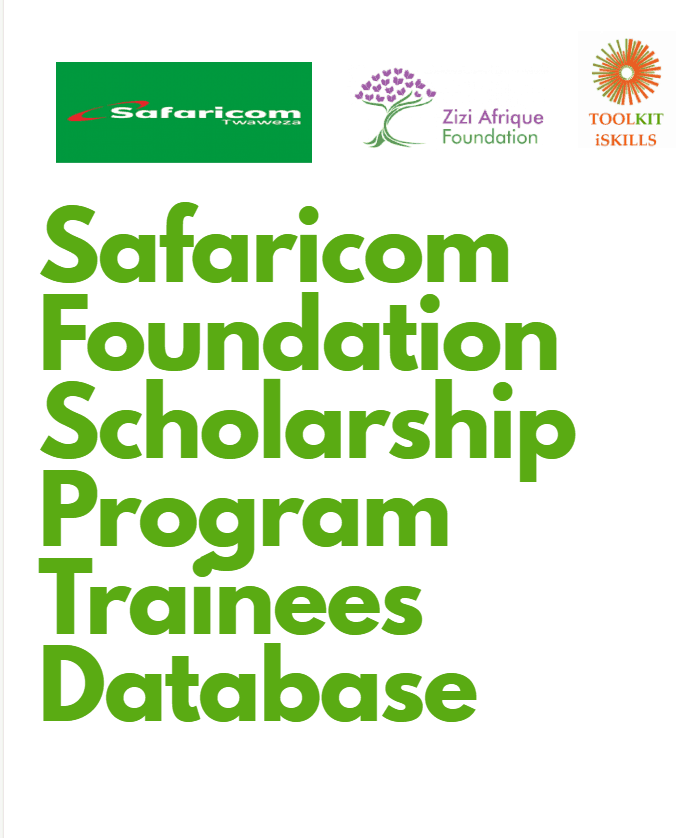 Safaricom
Twaweza
Zizi Afrique
Foundation
TOOLKIT
iSKILLS
Safaricom
Foundation
Scholarship
Program
Trainees
Database